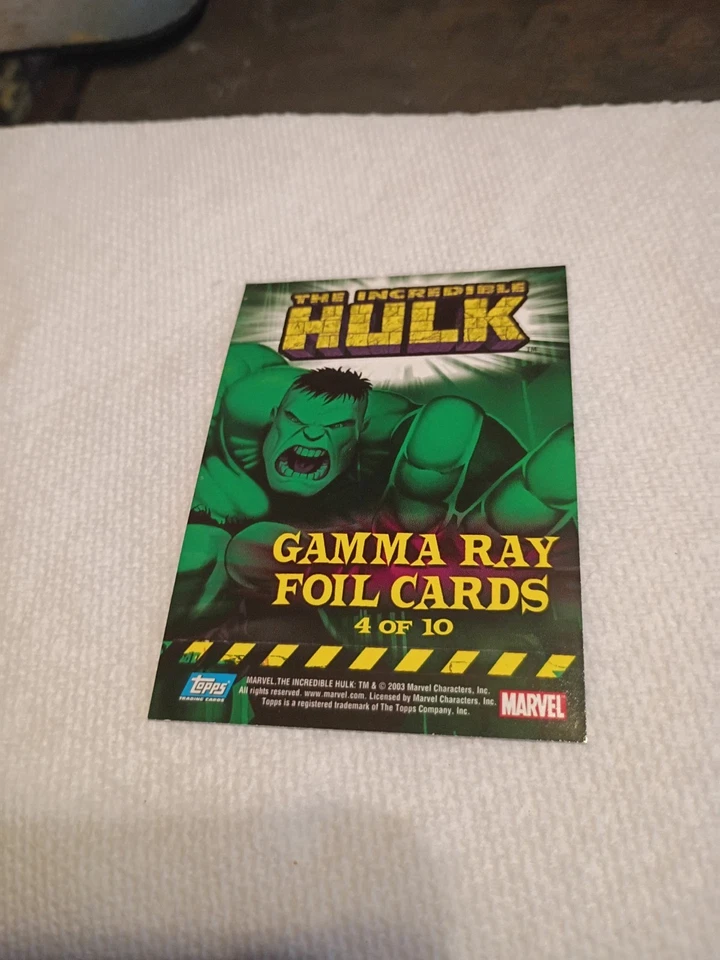 THE INCREDIBLE
HULK
TM
GAMMA RAY
FOIL CARDS
4 OF 10
Topps
TRADING CARDS
MARVEL, THE INCREDIBLE HULK: TM & © 2003 Marvel Characters, Inc.
All rights reserved. www.marvel.com. Licensed by Marvel Characters, Inc.
Topps is a registered trademark of The Topps Company, Inc.
MARVEL